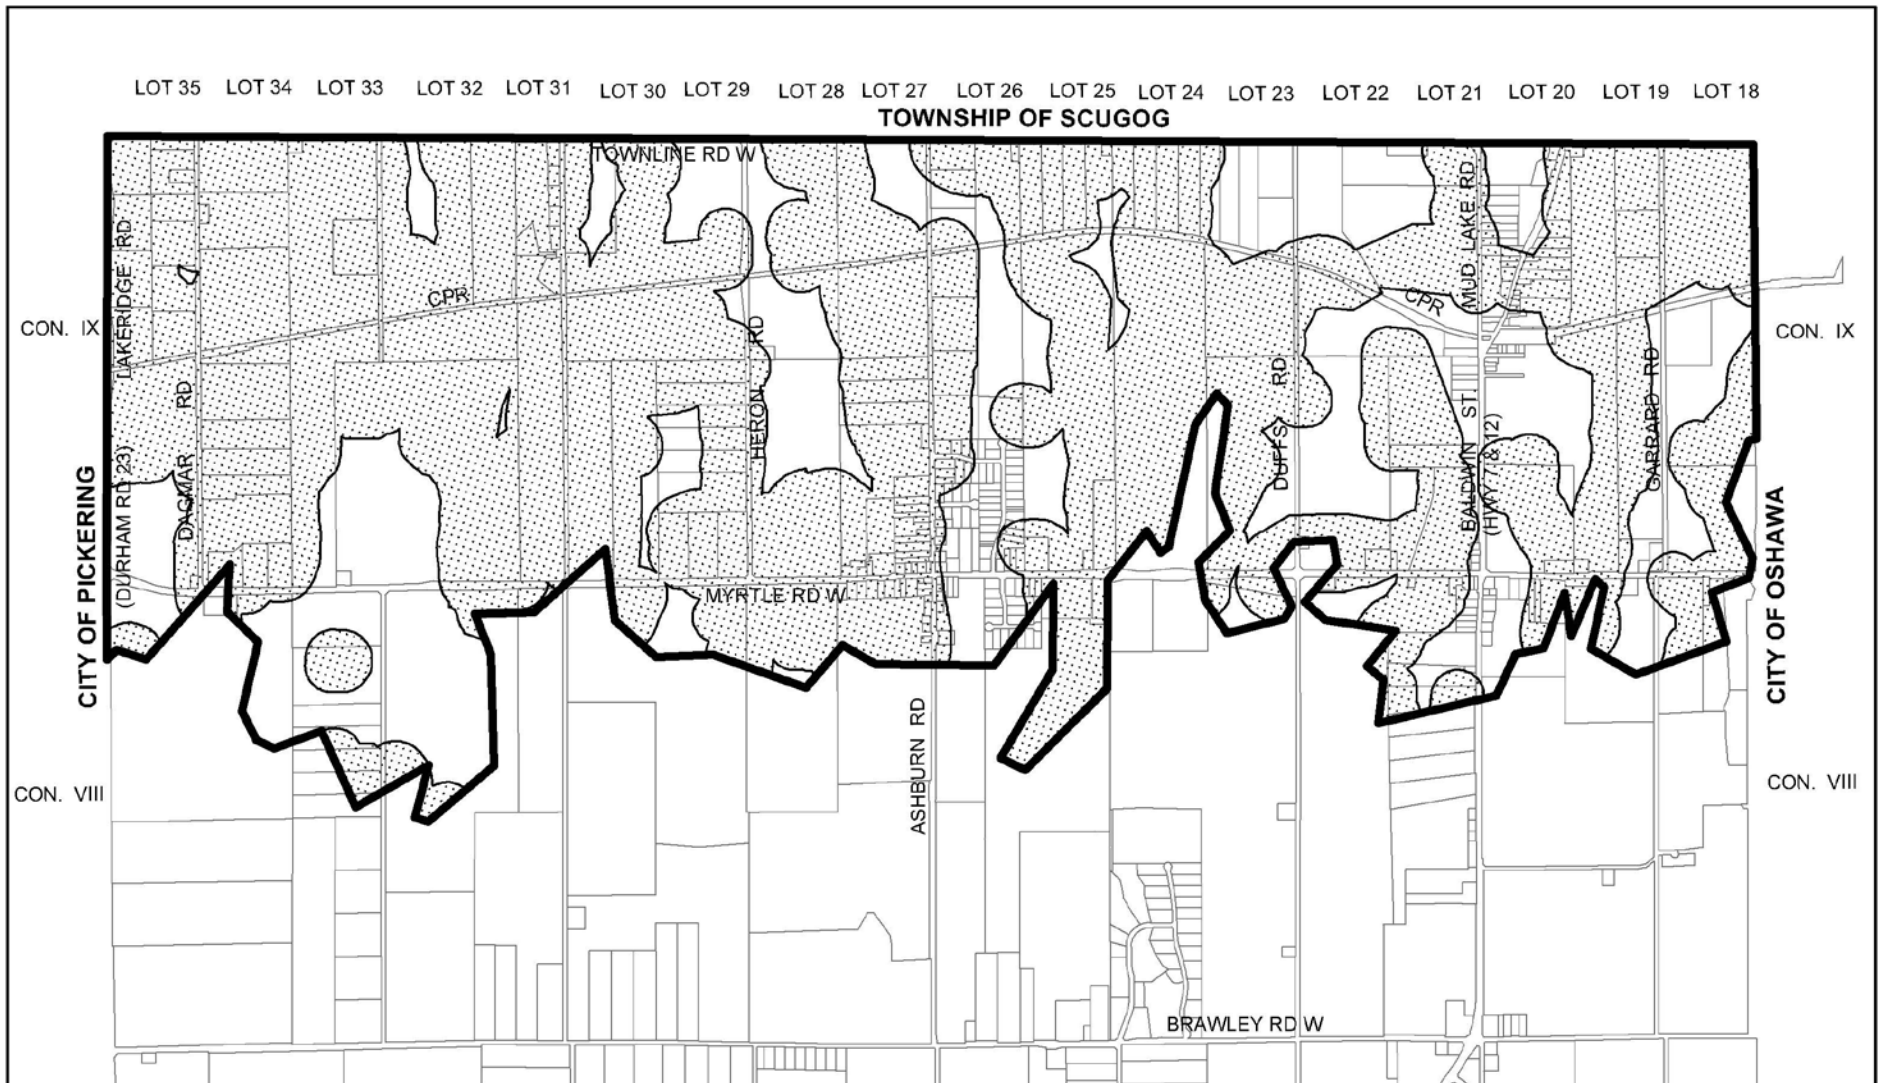 LOT 35 LOT 34 LOT 33 LOT 32 LOT 31 LOT 30 LOT 29 LOT 28 LOT 27 LOT 26 LOT 25 LOT 24 LOT 23 LOT 22 LOT 21 LOT 20 LOT 19 LOT 18
TOWNSHIP OF SCUGOG
TOWNLINE RD W
LAKERIDGE RD
(DURHAM RD 23)
DAGMAR RD
CPR
HERON RD
DUFFS RD
CPR
MUD LAKE RD
BALDWIN ST.
(HWY 7 & 12)
GARRARD RD
CON. IX
CON. IX
CITY OF PICKERING
CITY OF OSHAWA
MYRTLE RD W
ASHBURN RD
CON. VIII
CON. VIII
BRAWLEY RD W